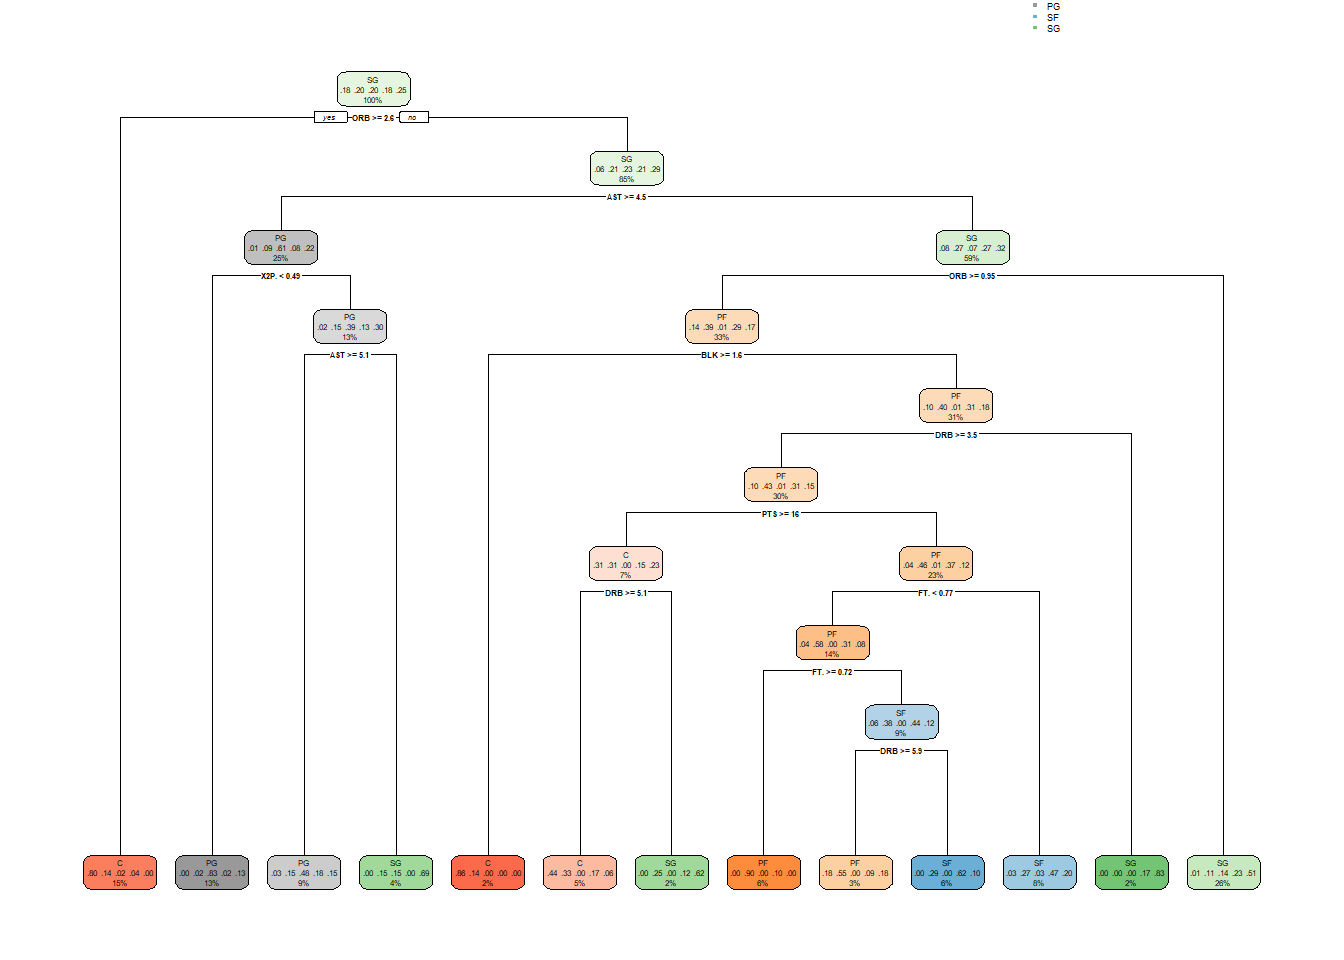 PG
SF
SG
SG
.18 .20 .20 .18 .25
100%
yes ORB >= 2.6 no
SG
.06 .21 .23 .21 .29
85%
AST >= 4.5
PG
.01 .09 .61 .08 .22
25%
SG
.08 .27 .07 .27 .32
59%
X2P. < 0.49
ORB >= 0.95
PG
.02 .15 .39 .13 .30
13%
PF
.14 .39 .01 .29 .17
33%
AST >= 5.1
BLK >= 1.6
PF
.10 .40 .01 .31 .18
31%
DRB >= 3.5
PF
.10 .43 .01 .31 .15
30%
PTS >= 16
C
.31 .31 .00 .15 .23
7%
PF
.04 .46 .01 .37 .12
23%
DRB >= 5.1
FT. < 0.77
PF
.04 .58 .00 .31 .08
14%
FT. >= 0.72
SF
.06 .38 .00 .44 .12
9%
DRB >= 5.9
C
.80 .14 .02 .04 .00
15%
PG
.00 .02 .83 .02 .13
13%
PG
.03 .15 .48 .18 .15
9%
SG
.00 .15 .15 .00 .69
4%
C
.86 .14 .00 .00 .00
2%
C
.44 .33 .00 .17 .06
5%
SG
.00 .25 .00 .12 .62
2%
PF
.00 .90 .00 .10 .00
6%
PF
.18 .55 .00 .09 .18
3%
SF
.00 .29 .00 .62 .10
6%
SF
.03 .27 .03 .47 .20
8%
SG
.00 .00 .00 .17 .83
2%
SG
.01 .11 .14 .23 .51
26%